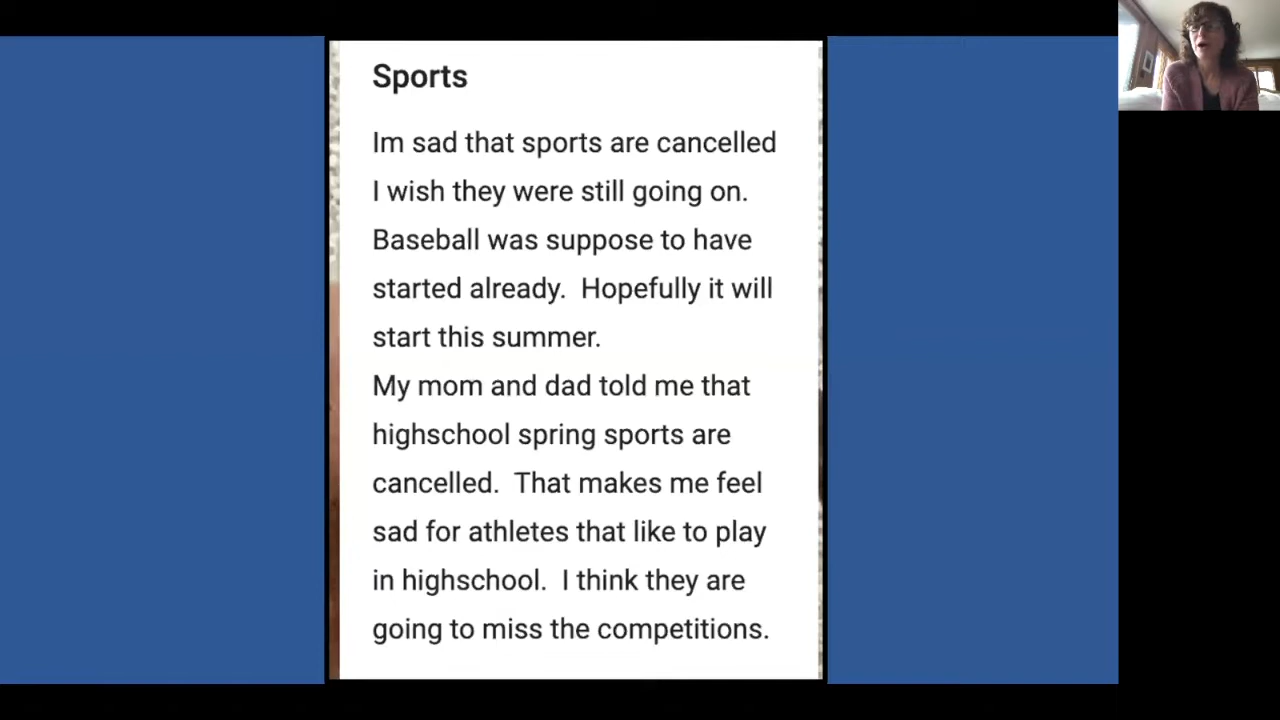 Sports
Im sad that sports are cancelled
I wish they were still going on.
Baseball was suppose to have
started already.  Hopefully it will
start this summer.
My mom and dad told me that
highschool spring sports are
cancelled.  That makes me feel
sad for athletes that like to play
in highschool.  I think they are
going to miss the competitions.